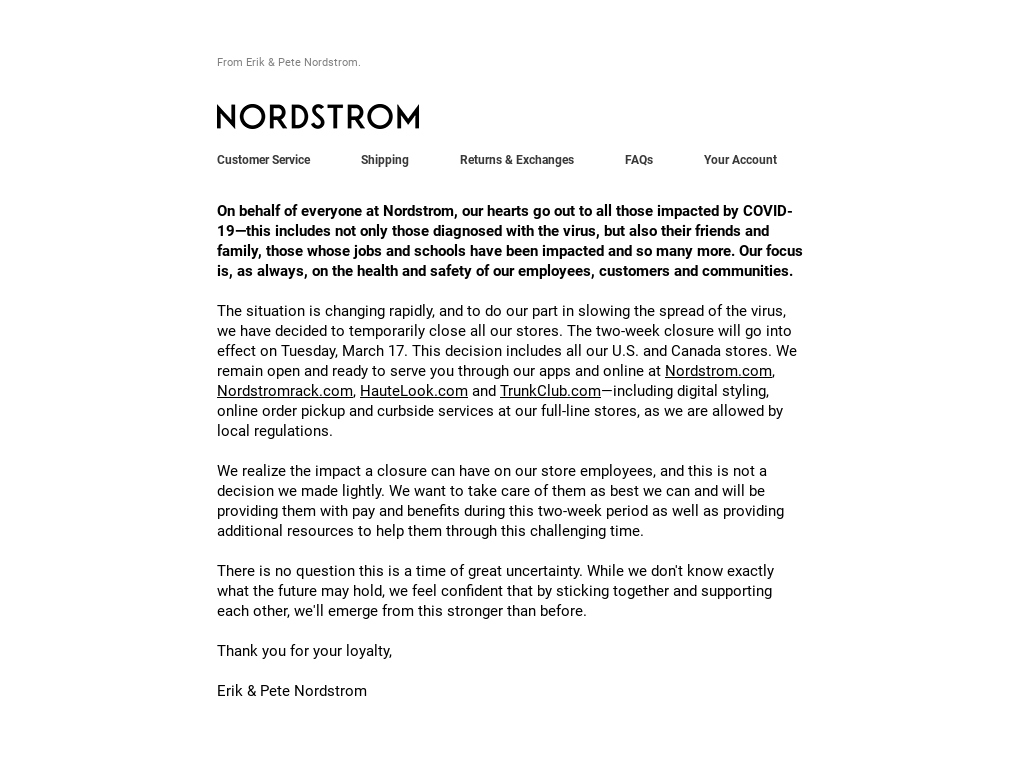 From Erik & Pete Nordstrom.
NORDSTROM
Customer Service Shipping Returns & Exchanges FAQs Your Account
On behalf of everyone at Nordstrom, our hearts go out to all those impacted by COVID-
19—this includes not only those diagnosed with the virus, but also their friends and
family, those whose jobs and schools have been impacted and so many more. Our focus
is, as always, on the health and safety of our employees, customers and communities.
The situation is changing rapidly, and to do our part in slowing the spread of the virus,
we have decided to temporarily close all our stores. The two-week closure will go into
effect on Tuesday, March 17. This decision includes all our U.S. and Canada stores. We
remain open and ready to serve you through our apps and online at Nordstrom.com,
Nordstromrack.com, HauteLook.com and TrunkClub.com—including digital styling,
online order pickup and curbside services at our full-line stores, as we are allowed by
local regulations.
We realize the impact a closure can have on our store employees, and this is not a
decision we made lightly. We want to take care of them as best we can and will be
providing them with pay and benefits during this two-week period as well as providing
additional resources to help them through this challenging time.
There is no question this is a time of great uncertainty. While we don't know exactly
what the future may hold, we feel confident that by sticking together and supporting
each other, we'll emerge from this stronger than before.
Thank you for your loyalty,
Erik & Pete Nordstrom